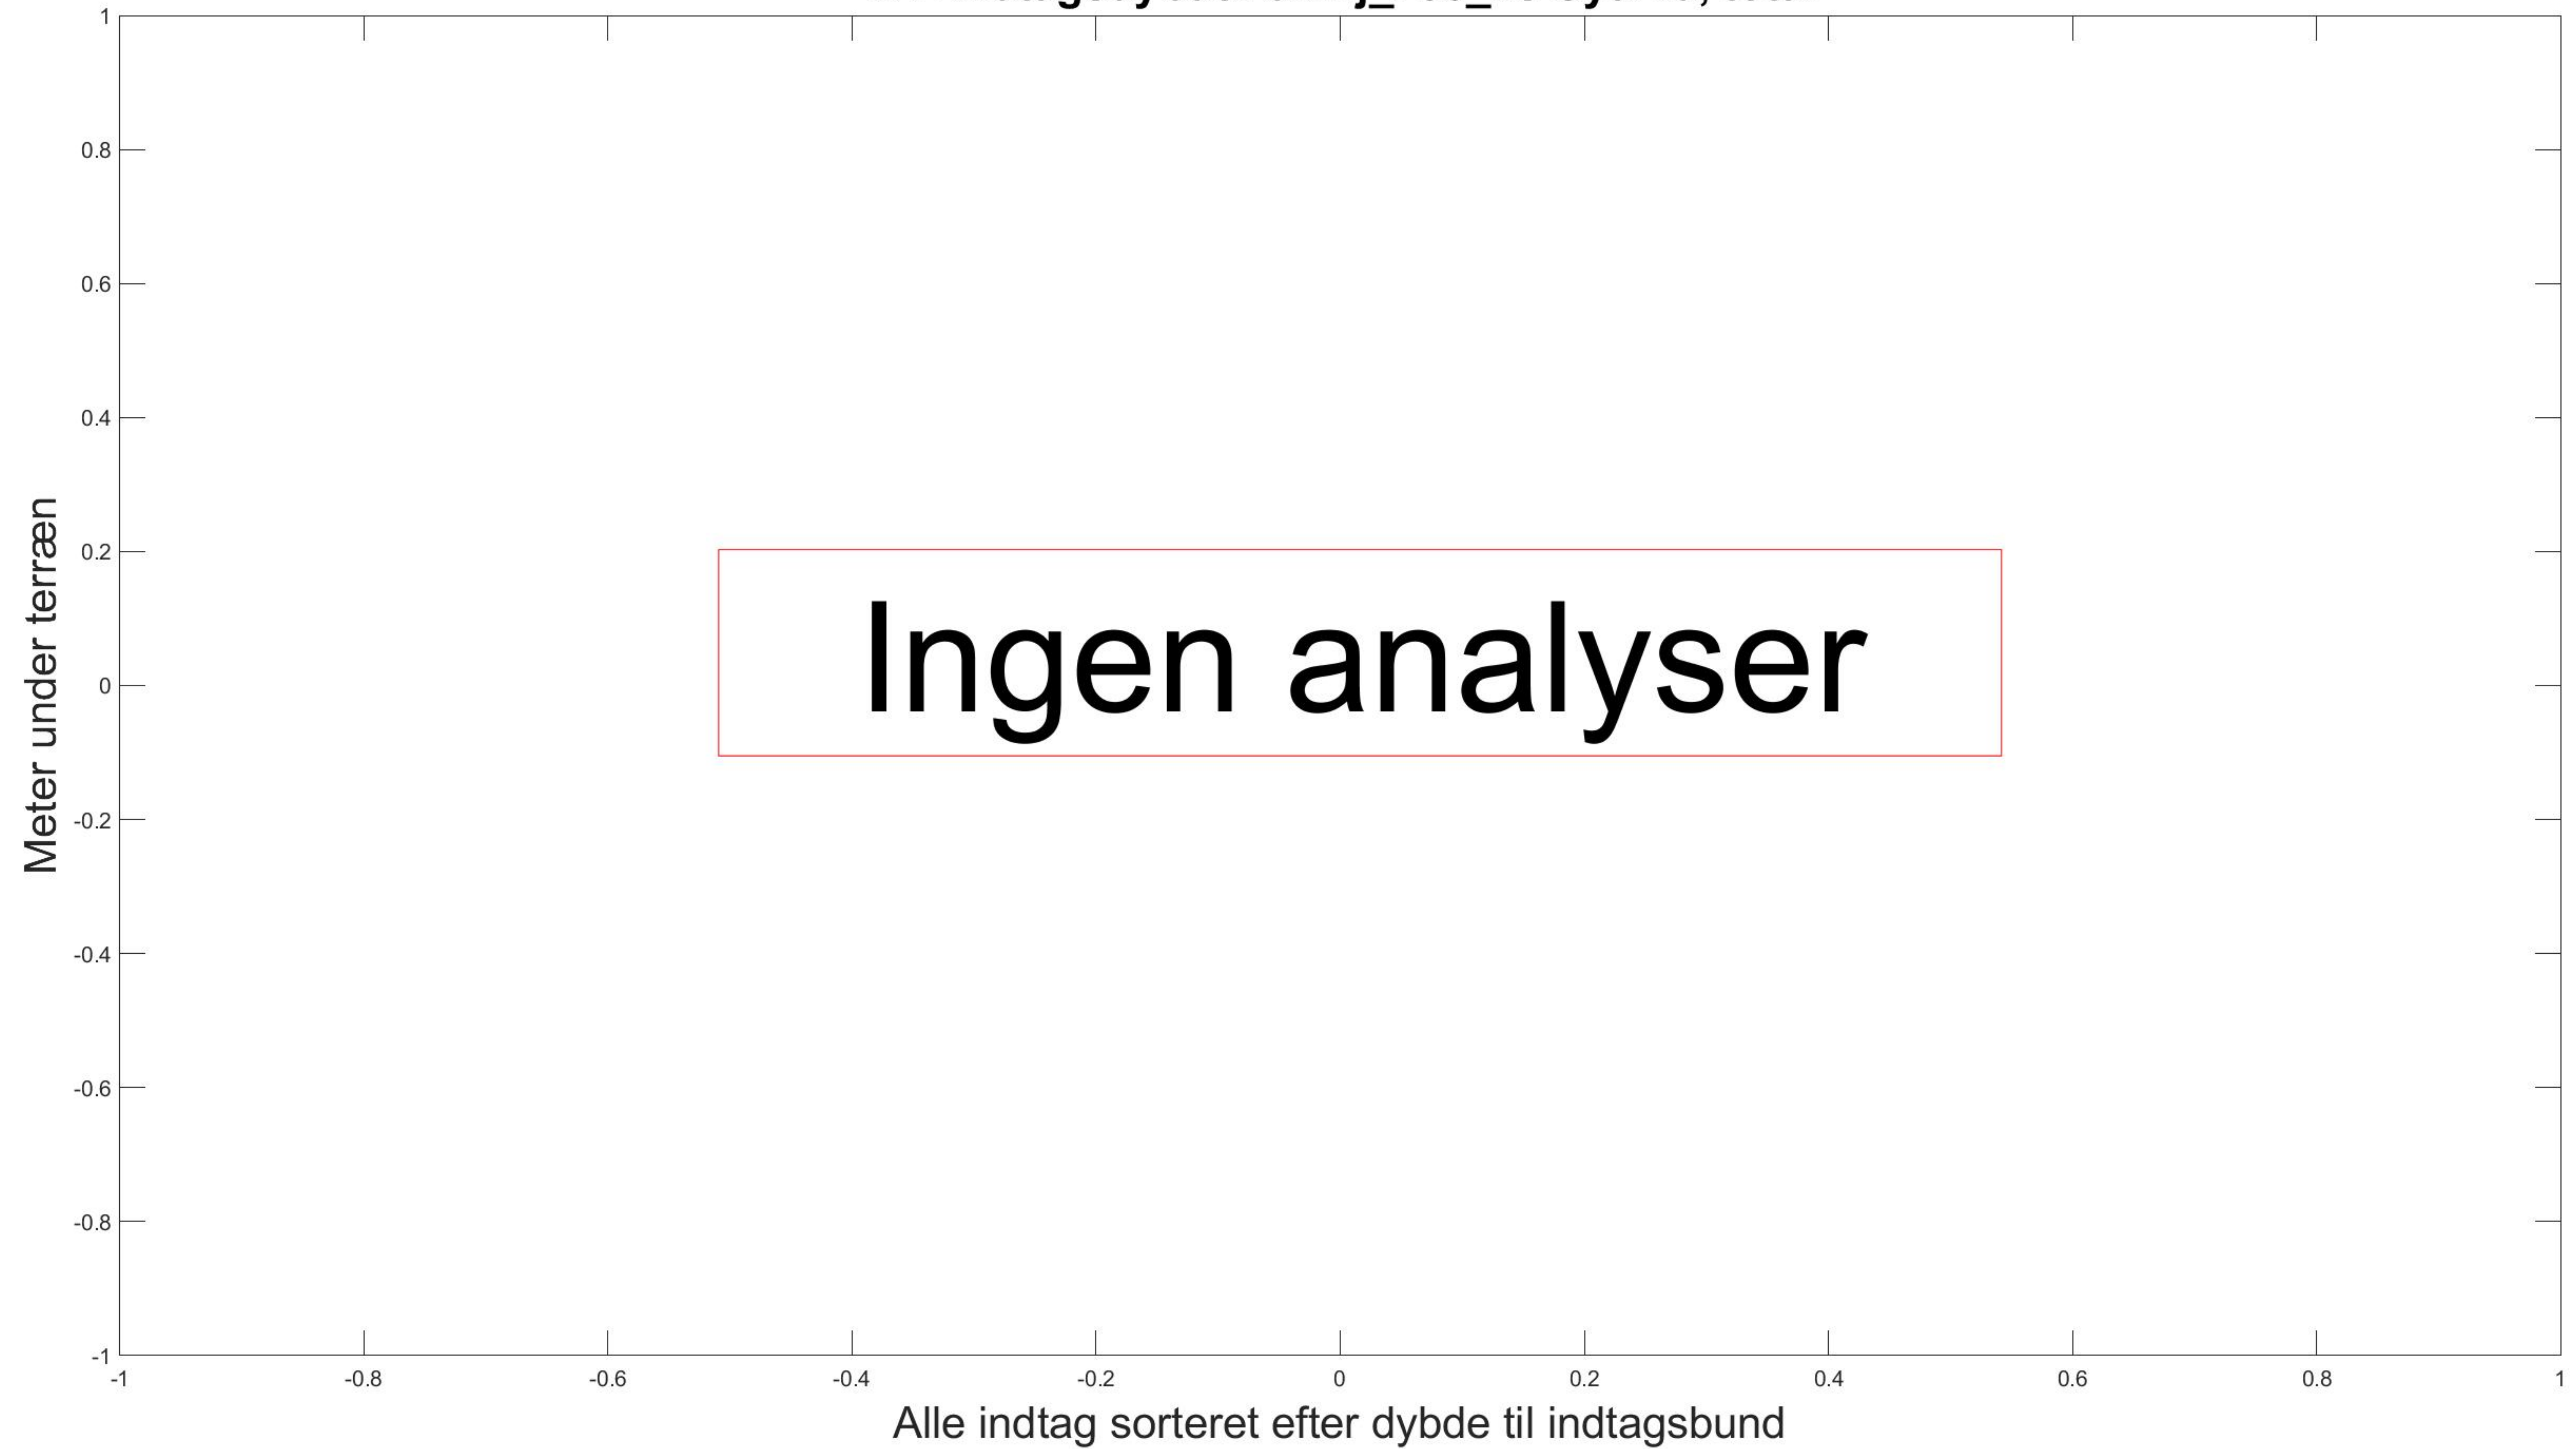 1
0.8
0.6
0.4
0.2
0
-0.2
-0.4
-0.6
-0.8
-1
Meter under terræn
Ingen analyser
-1 -0.8 -0.6 -0.4 -0.2 0 0.2 0.4 0.6 0.8 1
Alle indtag sorteret efter dybde til indtagsbund